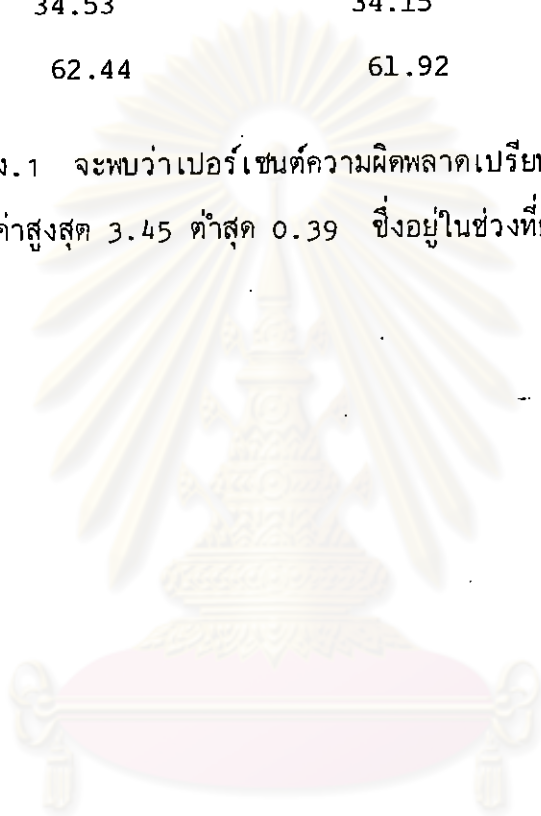 34.53 34.15
62.44 61.92
ง.1 จะพบว่าเปอร์เซนต์ความผิดพลาดเปรียบ
ค่าสูงสุด 3.45 ต่ำสุด 0.39 ซึ่งอยู่ในช่วงที่